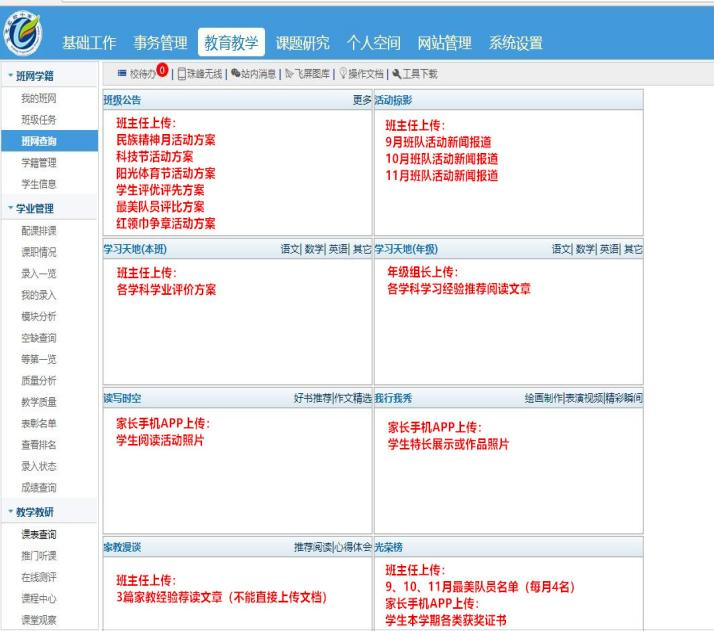 基础工作 事务管理 教育教学 课题研究 个人空间 网站管理 系统设置
班网学籍
我的班网
班级任务
班网查询
学籍管理
学生信息
学业管理
配课排课
课职情况
录入一览
我的录入
模块分析
空缺查询
等第一览
质量分析
教学质量
表彰名单
查看排名
录入状态
成绩查询
教学教研
课表查询
推门听课
在线测评
课程中心
课堂观察
校待办 0 | 珠峰无线 | 站内消息 | 飞屏图库 | 操作文档 | 工具下载
班级公告 更多
班主任上传：
民族精神月活动方案
科技节活动方案
阳光体育节活动方案
学生评优评先方案
最美队员评比方案
红领巾争章活动方案
活动掠影
班主任上传：
9月班队活动新闻报道
10月班队活动新闻报道
11月班队活动新闻报道
学习天地(本班) 语文| 数学| 英语| 其它
班主任上传：
各学科学业评价方案
学习天地(年级) 语文| 数学| 英语| 其它
年级组长上传：
各学科学习经验推荐阅读文章
读写时空 好书推荐|作文精选
家长手机APP上传：
学生阅读活动照片
我行我秀 绘画制作|表演视频|精彩瞬间
家长手机APP上传：
学生特长展示或作品照片
家教漫谈 推荐阅读|心得体会
班主任上传：
3篇家教经验荐读文章（不能直接上传文档）
光荣榜
班主任上传：
9、10、11月最美队员名单（每月4名）
家长手机APP上传：
学生本学期各类获奖证书